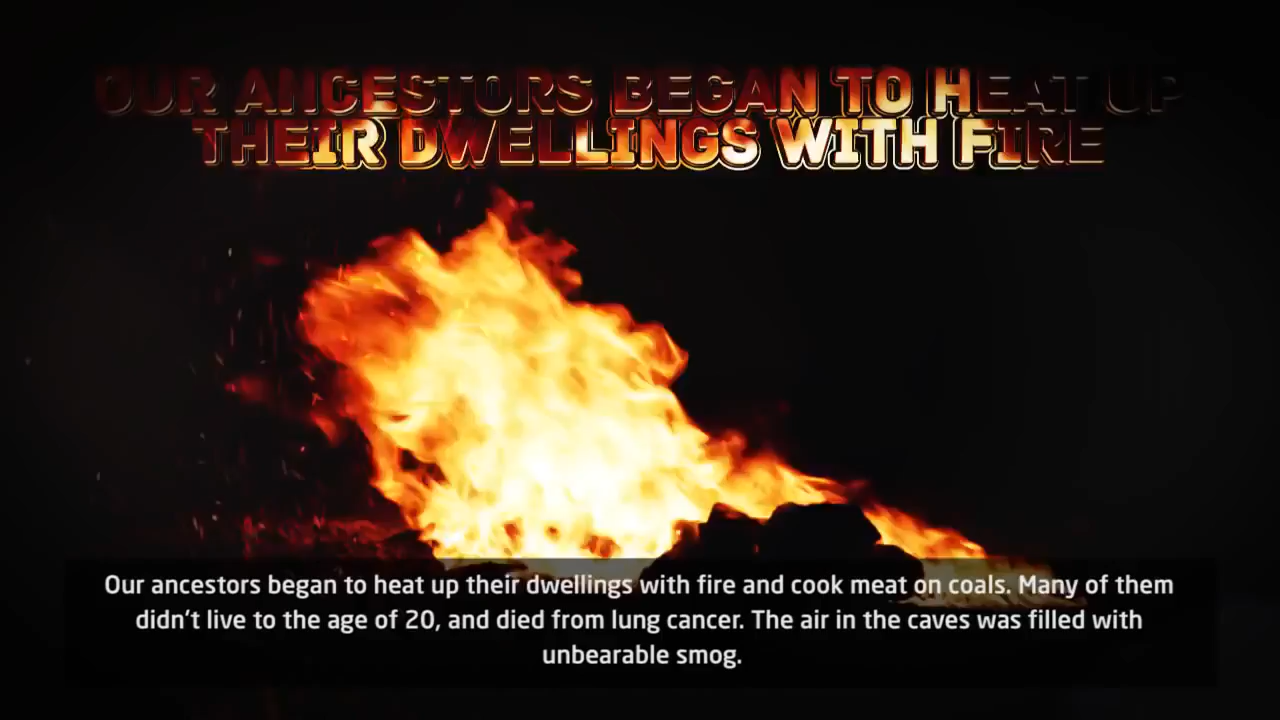 OUR ANCESTORS BEGAN TO HEAT UP
THEIR DWELLINGS WITH FIRE
Our ancestors began to heat up their dwellings with fire and cook meat on coals. Many of them
didn't live to the age of 20, and died from lung cancer. The air in the caves was filled with
unbearable smog.